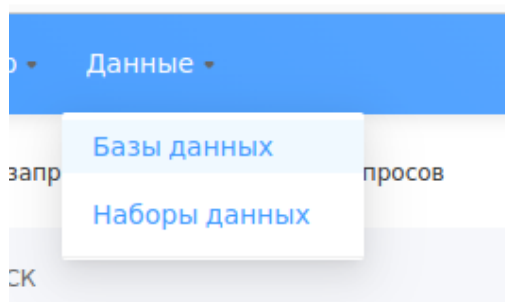 Данные
Базы данных
Наборы данных